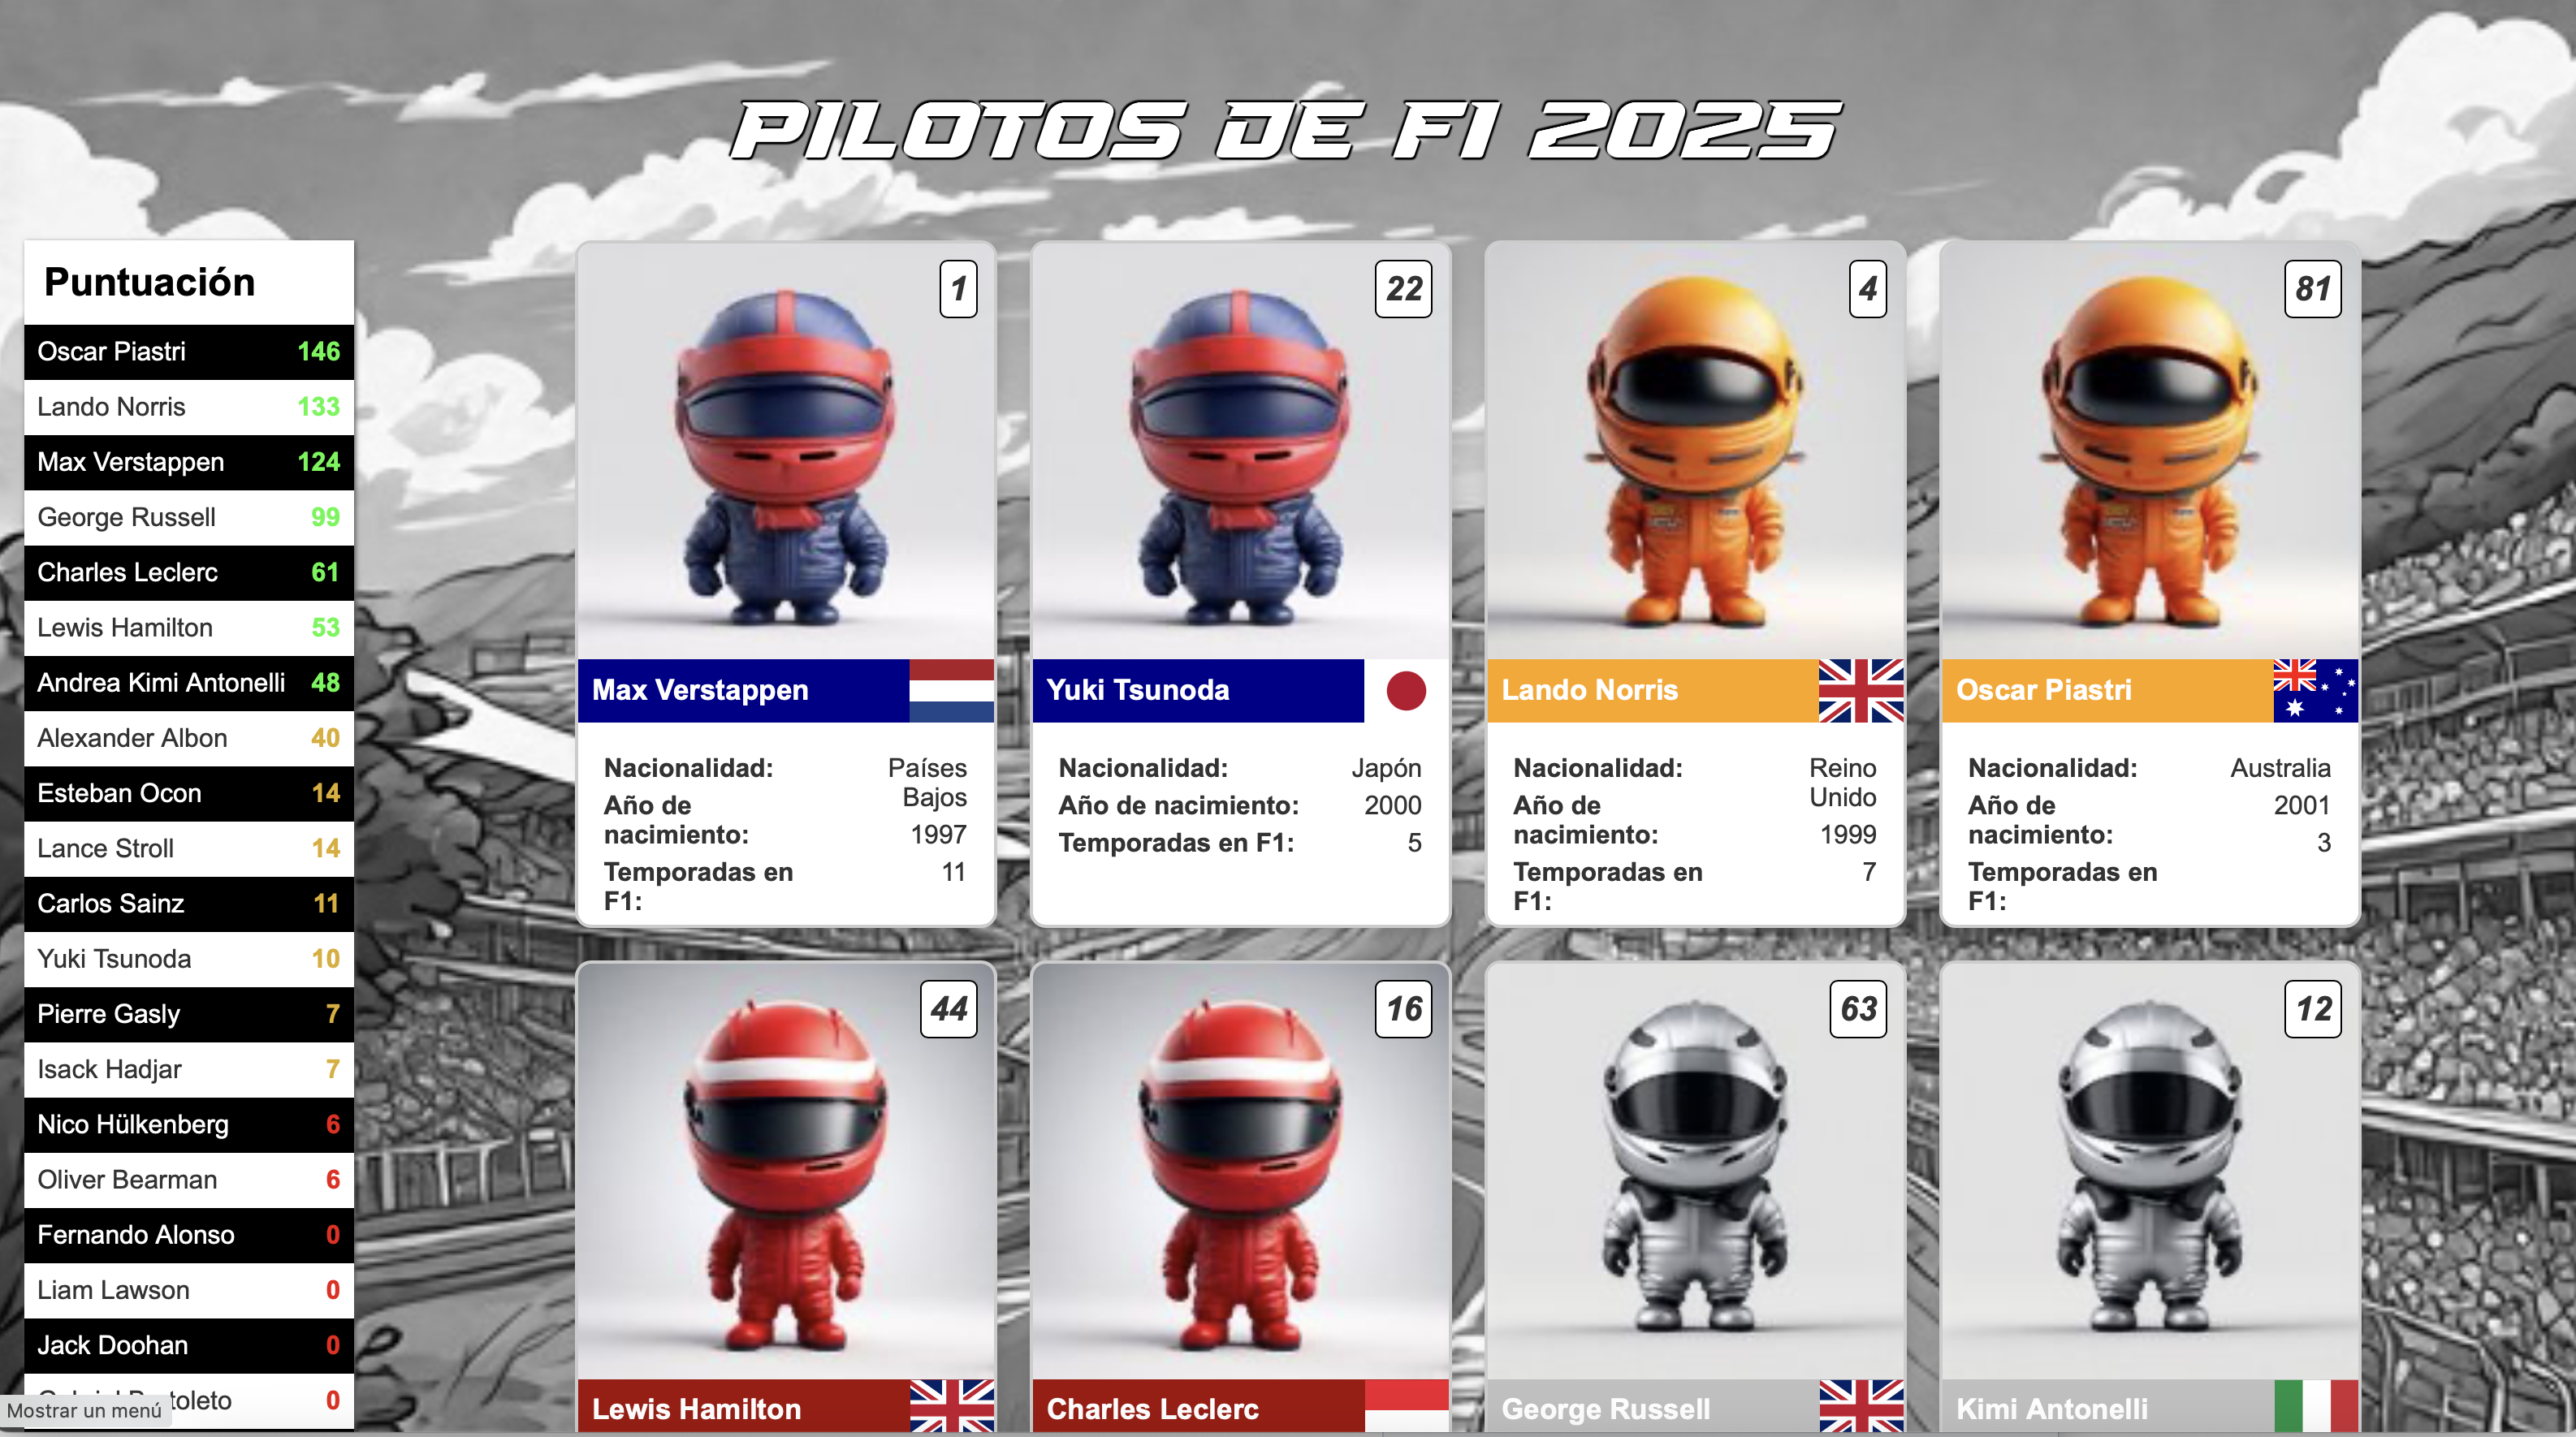 PILOTOS DE F1 2025
Puntuación
Oscar Piastri 146
Lando Norris 133
Max Verstappen 124
George Russell 99
Charles Leclerc 61
Lewis Hamilton 53
Andrea Kimi Antonelli 48
Alexander Albon 40
Esteban Ocon 14
Lance Stroll 14
Carlos Sainz 11
Yuki Tsunoda 10
Pierre Gasly 7
Isack Hadjar 7
Nico Hülkenberg 6
Oliver Bearman 6
Fernando Alonso 0
Liam Lawson 0
Jack Doohan 0
0
Mostrar un menú
1
Max Verstappen
Nacionalidad: Países
Bajos
Año de
nacimiento: 1997
Temporadas en 11
F1:
22
Yuki Tsunoda
Nacionalidad: Japón
Año de nacimiento: 2000
Temporadas en F1: 5
4
Lando Norris
Nacionalidad: Reino
Unido
Año de
nacimiento: 1999
Temporadas en 7
F1:
81
Oscar Piastri
Nacionalidad: Australia
Año de 2001
nacimiento: 3
Temporadas en
F1:
44
Lewis Hamilton
16
Charles Leclerc
63
George Russell
12
Kimi Antonelli